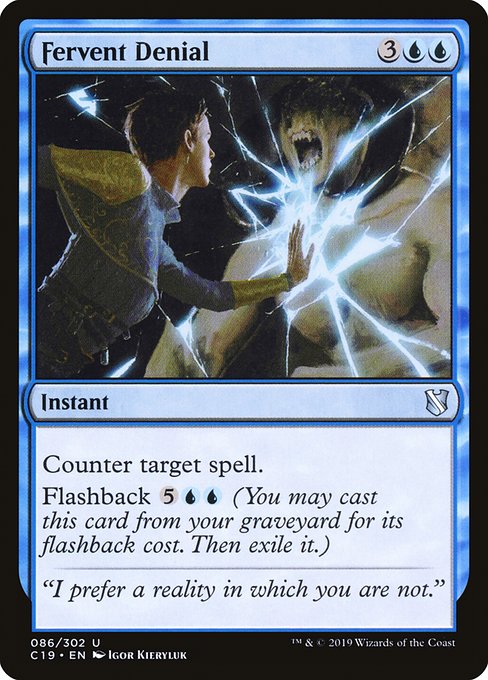 Fervent Denial 3
Instant
Counter target spell.
Flashback 5 (You may cast
this card from your graveyard for its
flashback cost. Then exile it.)
“I prefer a reality in which you are not.”
086/302 U
C19 • EN Igor Kieryluk
™ & © 2019 Wizards of the Coast